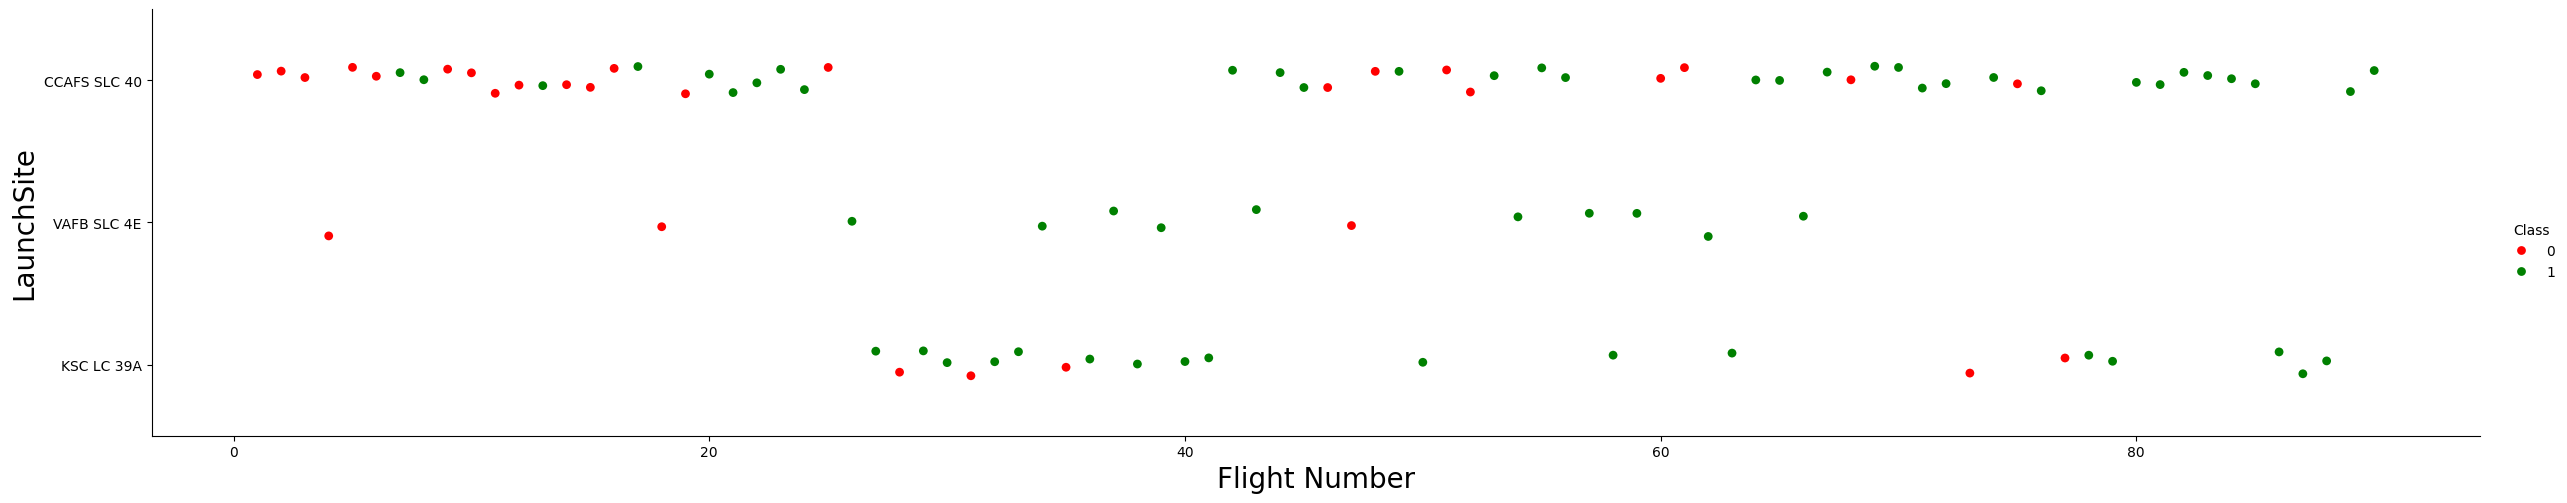 LaunchSite
CCAFS SLC 40
VAFB SLC 4E
KSC LC 39A
0 20 40 60 80
Flight Number
Class
0
1